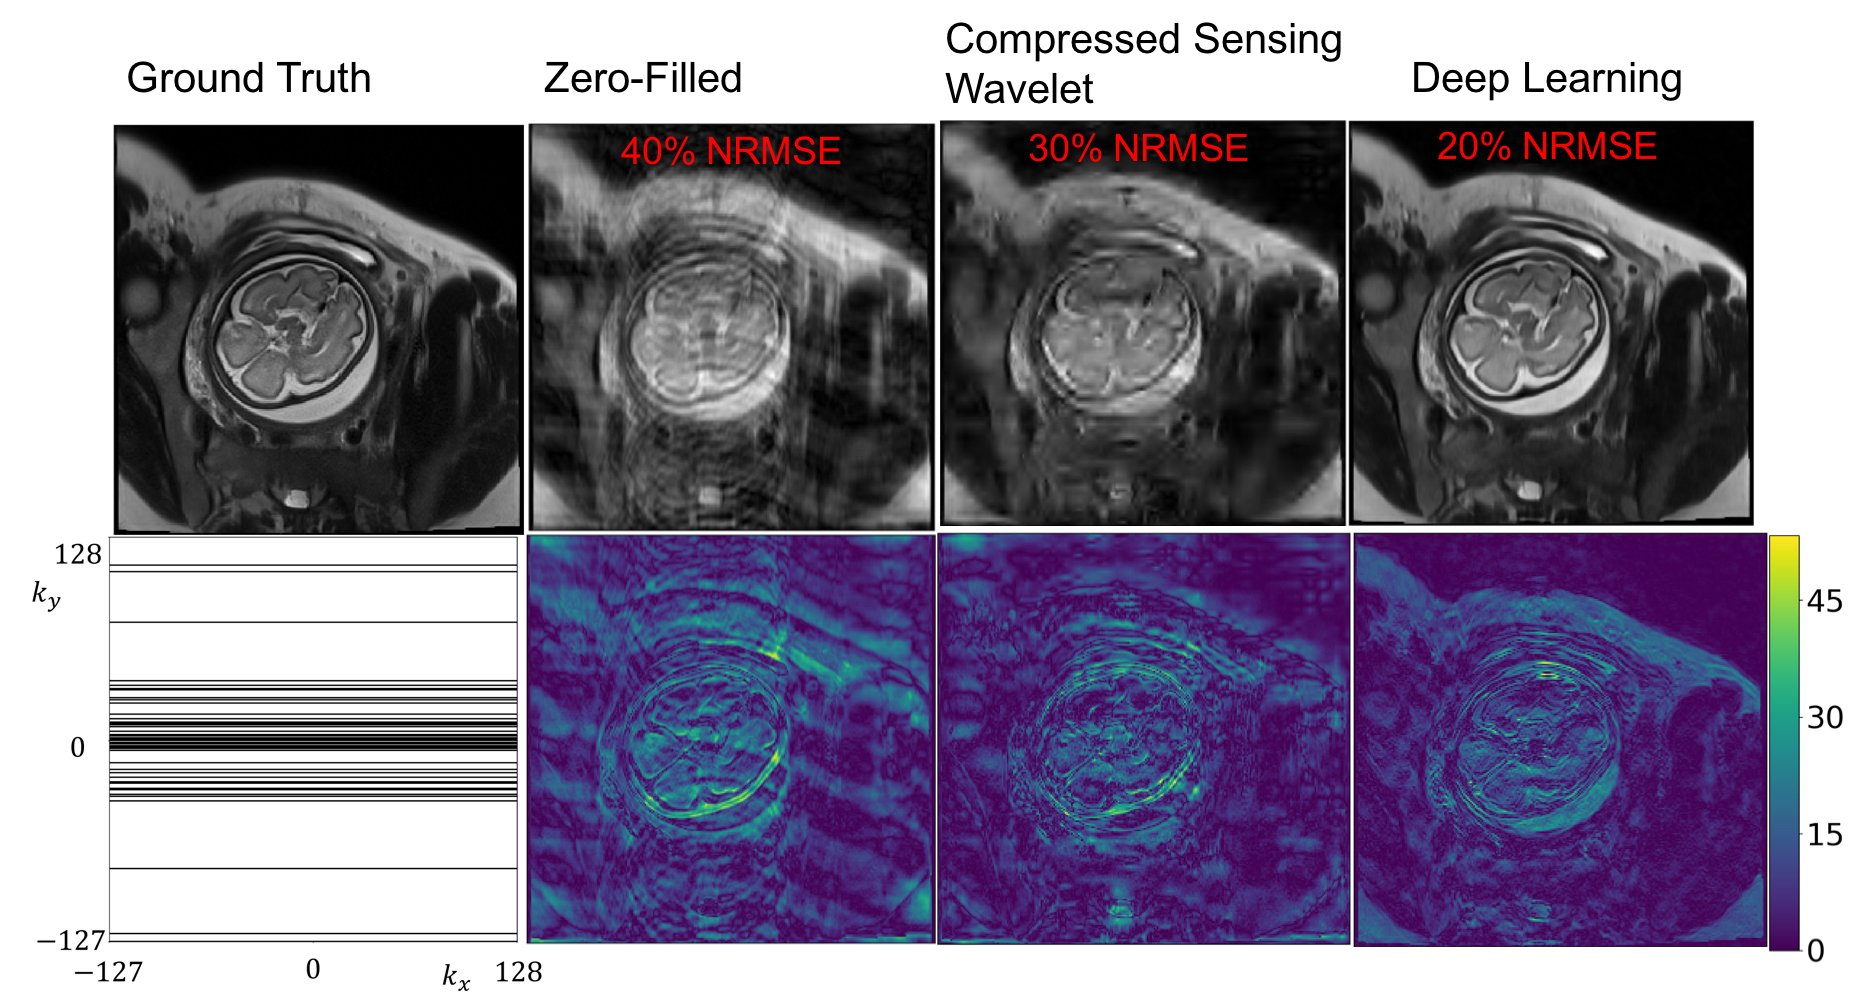 Ground Truth
Zero-Filled
Compressed Sensing
Wavelet
Deep Learning
40% NRMSE
30% NRMSE
20% NRMSE
128
k_y
0
−127
−127
0
k_x
128
45
30
15
0